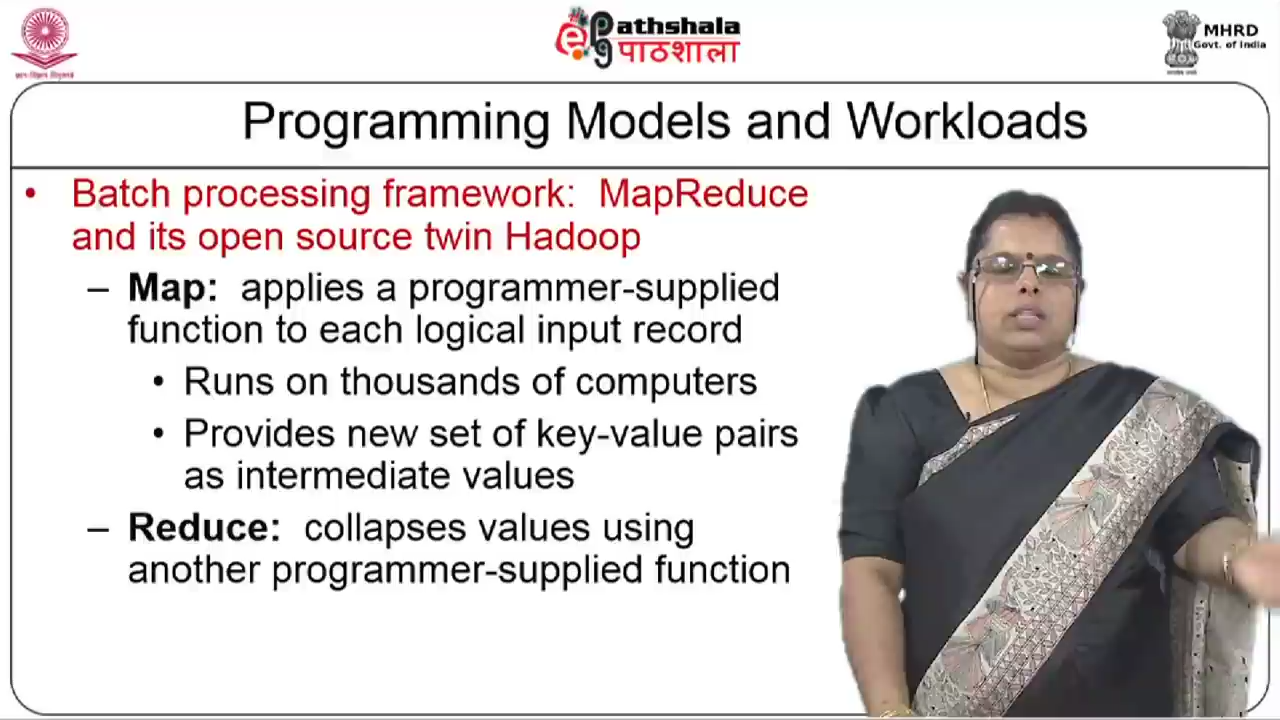 ePG Pathshala
पाठशाला
MHRD
Govt. of India
Programming Models and Workloads
• Batch processing framework: MapReduce
and its open source twin Hadoop
– Map: applies a programmer-supplied
function to each logical input record
• Runs on thousands of computers
• Provides new set of key-value pairs
as intermediate values
– Reduce: collapses values using
another programmer-supplied function